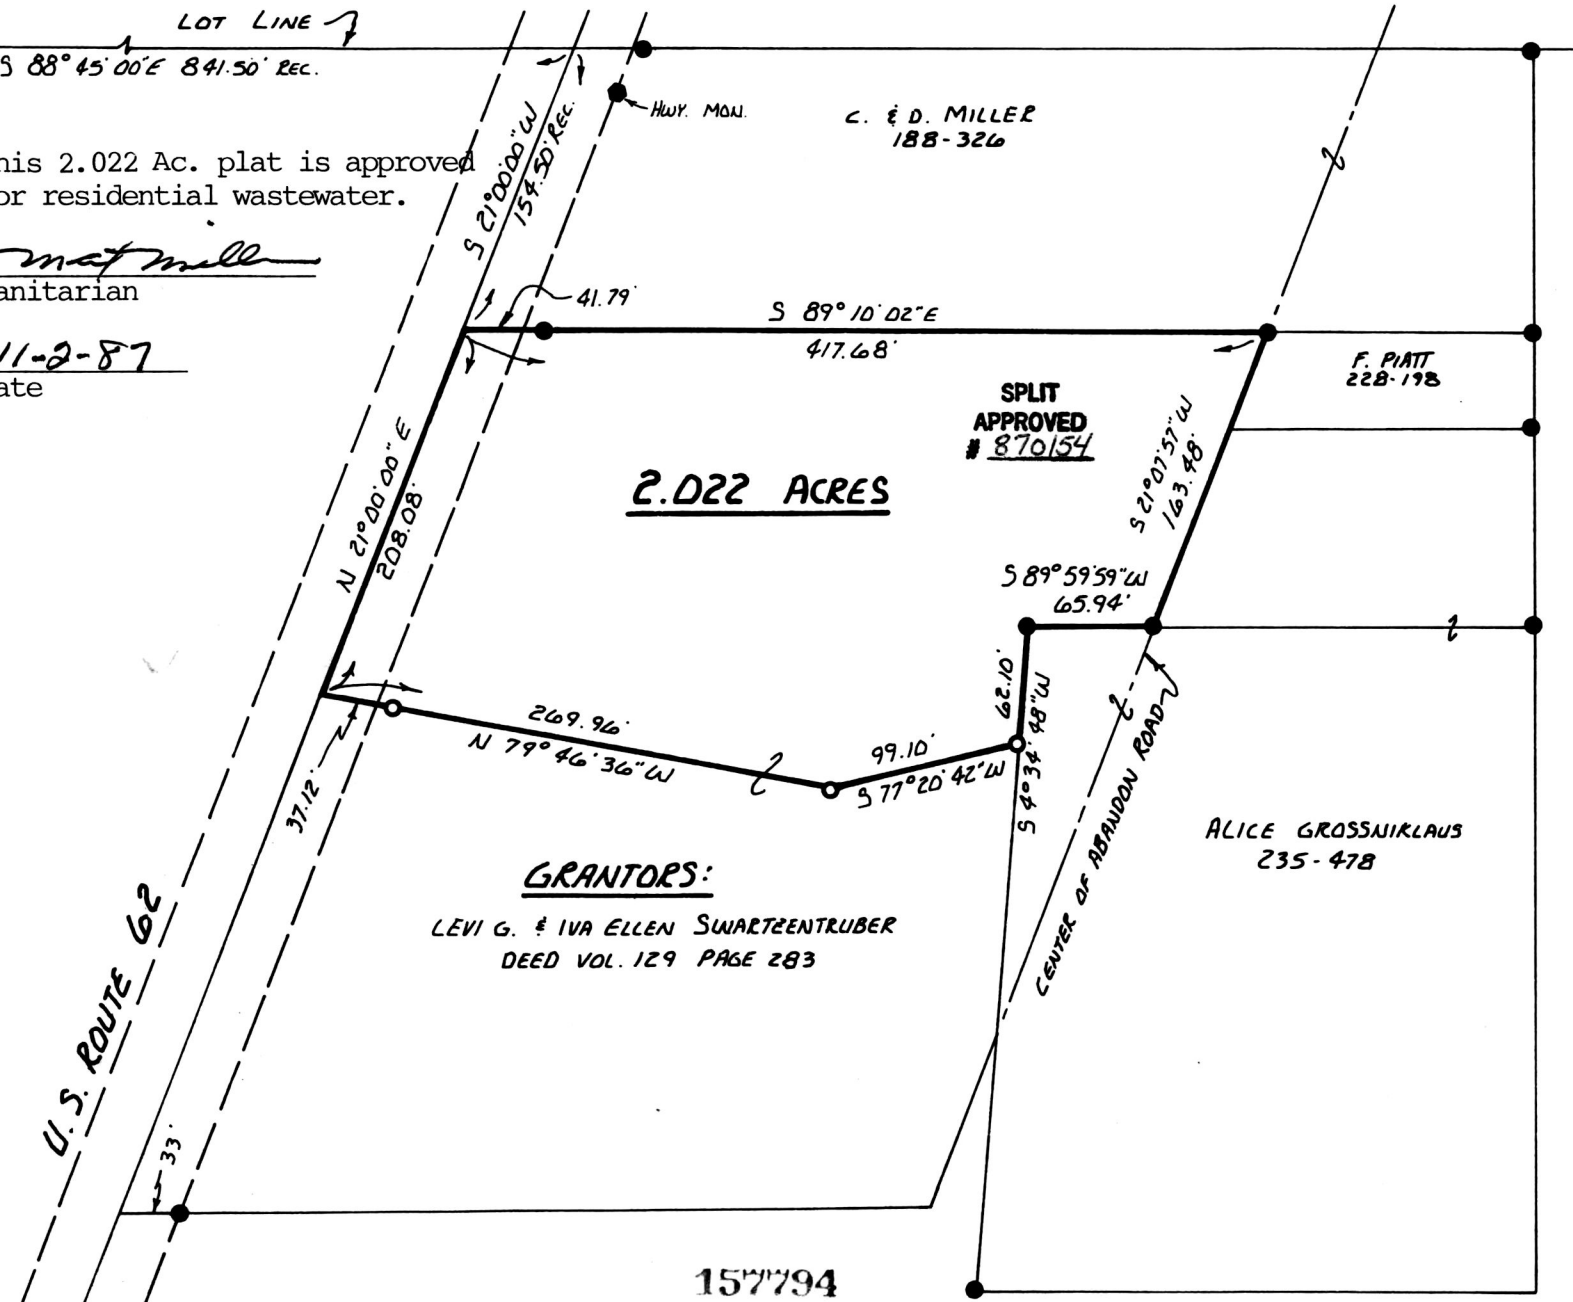 LOT LINE
S 88° 45' 00"E 841.50' REC.
HWY. MON.
C. & D. MILLER
188-326
his 2.022 Ac. plat is approved
or residential wastewater.
S 21°00'00" W
154.50' REC.
mat mill
anitarian
11-2-87
ate
41.79'
S 89° 10' 02" E
417.68'
F. PIATT
228-198
SPLIT
APPROVED
# 870154
S 21° 07' 57" W
163.48'
N 21° 00' 00" E
208.08'
2.022 ACRES
S 89° 59' 59" W
65.94'
62.10'
S 4° 34' 48" W
269.96'
N 79° 46' 36" W
99.10'
S 77° 20' 42" W
37.12'
CENTER OF ABANDON ROAD
ALICE GROSSNIKLAUS
235-478
GRANTORS:
LEVI G. & IVA ELLEN SWARTZENTRUBER
DEED VOL. 129 PAGE 283
U.S. ROUTE 62
33'
157794